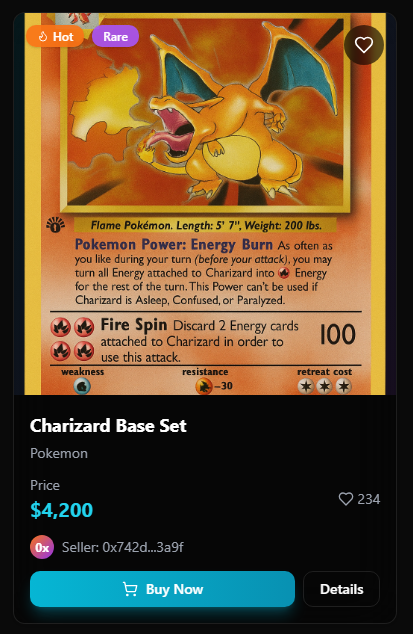 Hot Rare
Flame Pokémon. Length: 5' 7", Weight: 200 lbs.
Pokemon Power: Energy Burn As often as
you like during your turn (before your attack), you may
turn all Energy attached to Charizard into Energy
for the rest of the turn. This Power can't be used if
Charizard is Asleep, Confused, or Paralyzed.
Fire Spin Discard 2 Energy cards
attached to Charizard in order to
use this attack.
100
weakness resistance retreat cost
-30
Charizard Base Set
Pokemon
Price
$4,200
234
0x Seller: 0x742d...3a9f
Buy Now Details